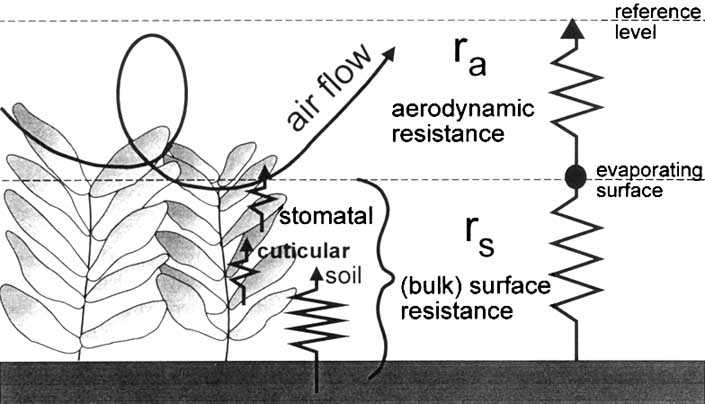 reference
level
r a
air flow
aerodynamic
resistance
evaporating
surface
stomatal
r s
cuticular
soil
(bulk) surface
resistance